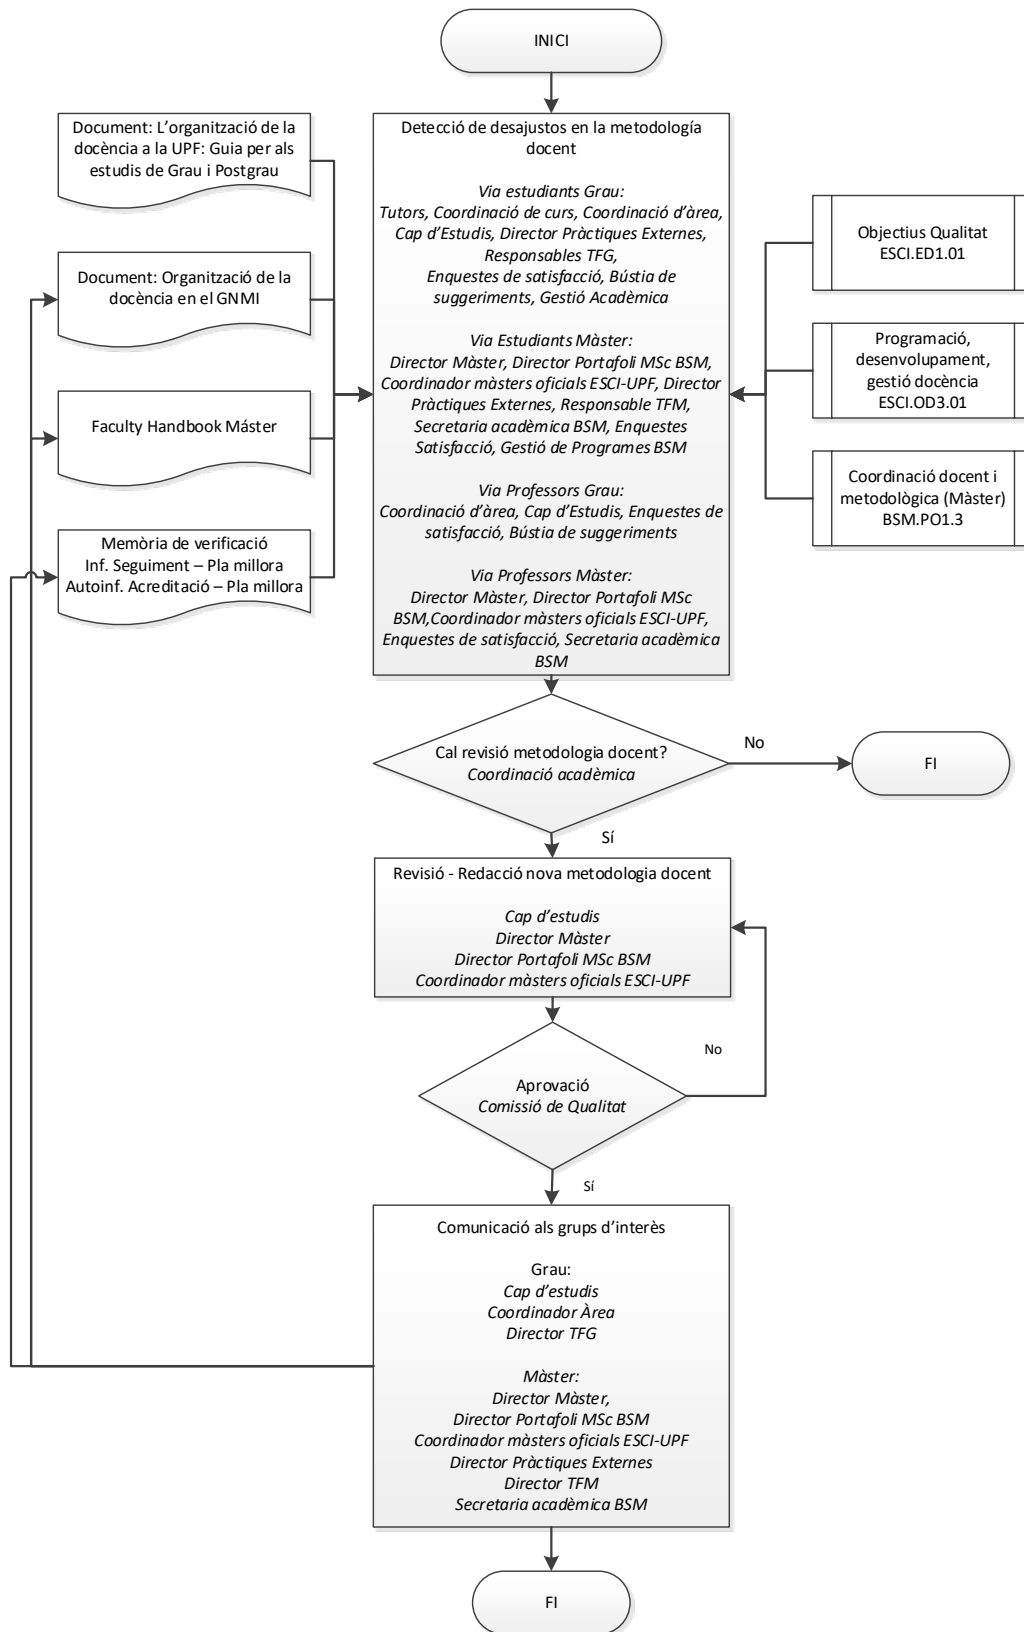 INICI
Document: L'organització de la
docència a la UPF: Guia per als
estudis de Grau i Postgrau
Document: Organització de la
docència en el GNMI
Faculty Handbook Máster
Memòria de verificació
Inf. Seguiment – Pla millora
Autoinf. Acreditació – Pla millora
Detecció de desajustos en la metodología
docent
Via estudiants Grau:
Tutors, Coordinació de curs, Coordinació d'àrea,
Cap d'Estudis, Director Pràctiques Externes,
Responsables TFG,
Enquestes de satisfacció, Bústia de
suggeriments, Gestió Acadèmica
Via Estudiants Màster:
Director Màster, Director Portafoli MSc BSM,
Coordinador màsters oficials ESCI-UPF, Director
Pràctiques Externes, Responsable TFM,
Secretaria acadèmica BSM, Enquestes
Satisfacció, Gestió de Programes BSM
Via Professors Grau:
Coordinació d'àrea, Cap d'Estudis, Enquestes de
satisfacció, Bústia de suggeriments
Via Professors Màster:
Director Màster, Director Portafoli MSc
BSM,Coordinador màsters oficials ESCI-UPF,
Enquestes de satisfacció, Secretaria acadèmica
BSM
Objectius Qualitat
ESCI.ED1.01
Programació,
desenvolupament,
gestió docència
ESCI.OD3.01
Coordinació docent i
metodològica (Màster)
BSM.PO1.3
Cal revisió metodologia docent?
Coordinació acadèmica
No
FI
Sí
Revisió - Redacció nova metodologia docent
Cap d'estudis
Director Màster
Director Portafoli MSc BSM
Coordinador màsters oficials ESCI-UPF
No
Aprovació
Comissió de Qualitat
Sí
Comunicació als grups d'interès
Grau:
Cap d'estudis
Coordinador Àrea
Director TFG
Màster:
Director Màster,
Director Portafoli MSc BSM
Coordinador màsters oficials ESCI-UPF
Director Pràctiques Externes
Director TFM
Secretaria acadèmica BSM
FI